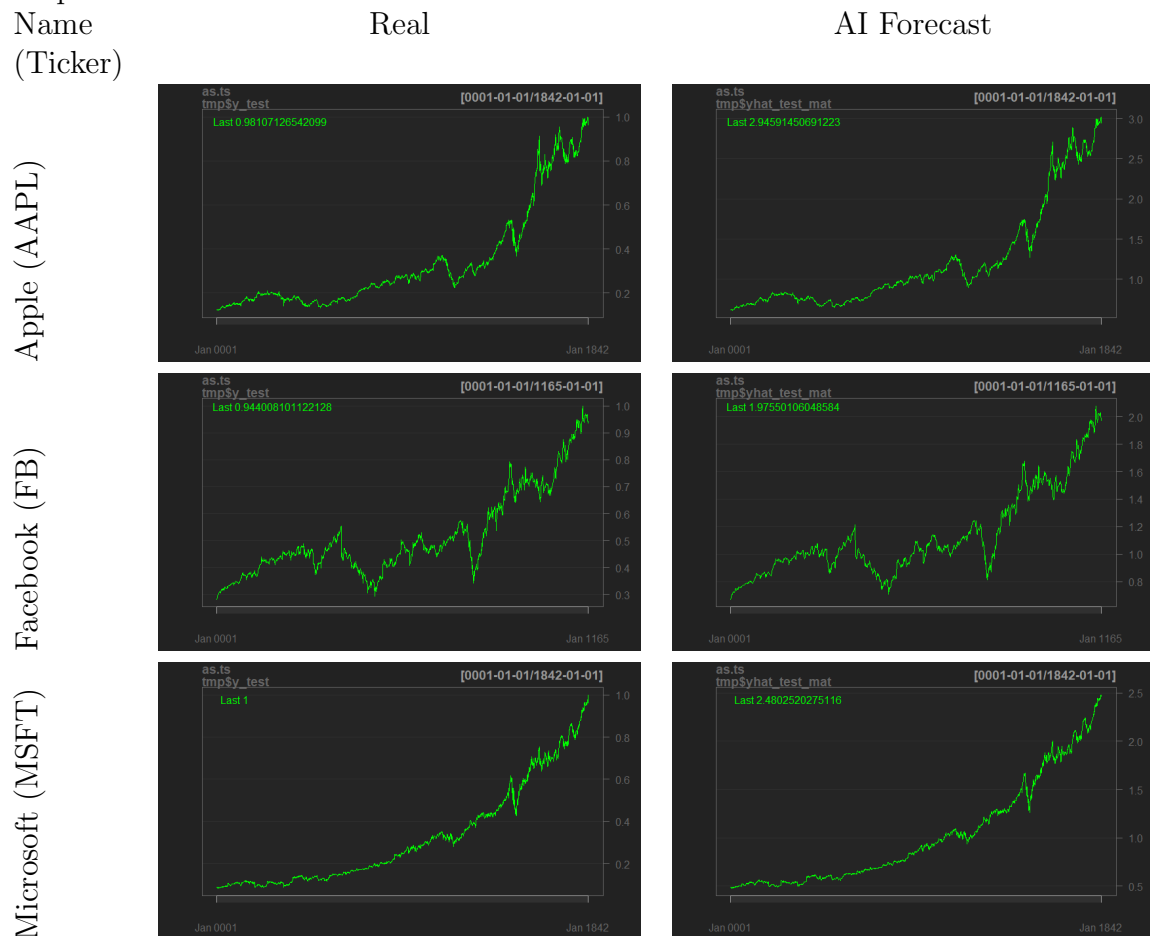 Name
(Ticker)
Real
AI Forecast
Apple (AAPL)
as.ts
tmp$y_test
[0001-01-01/1842-01-01]
Last 0.98107126542099
1.0
0.8
0.6
0.4
0.2
Jan 0001
Jan 1842
as.ts
tmp$yhat_test_mat
[0001-01-01/1842-01-01]
Last 2.94591450691223
3.0
2.5
2.0
1.5
1.0
Jan 0001
Jan 1842
Facebook (FB)
as.ts
tmp$y_test
[0001-01-01/1165-01-01]
Last 0.944008101122128
1.0
0.9
0.8
0.7
0.6
0.5
0.4
0.3
Jan 0001
Jan 1165
as.ts
tmp$yhat_test_mat
[0001-01-01/1165-01-01]
Last 1.97550106048584
2.0
1.8
1.6
1.4
1.2
1.0
0.8
Jan 0001
Jan 1165
Microsoft (MSFT)
as.ts
tmp$y_test
[0001-01-01/1842-01-01]
Last 1
1.0
0.8
0.6
0.4
0.2
Jan 0001
Jan 1842
as.ts
tmp$yhat_test_mat
[0001-01-01/1842-01-01]
Last 2.4802520275116
2.5
2.0
1.5
1.0
0.5
Jan 0001
Jan 1842